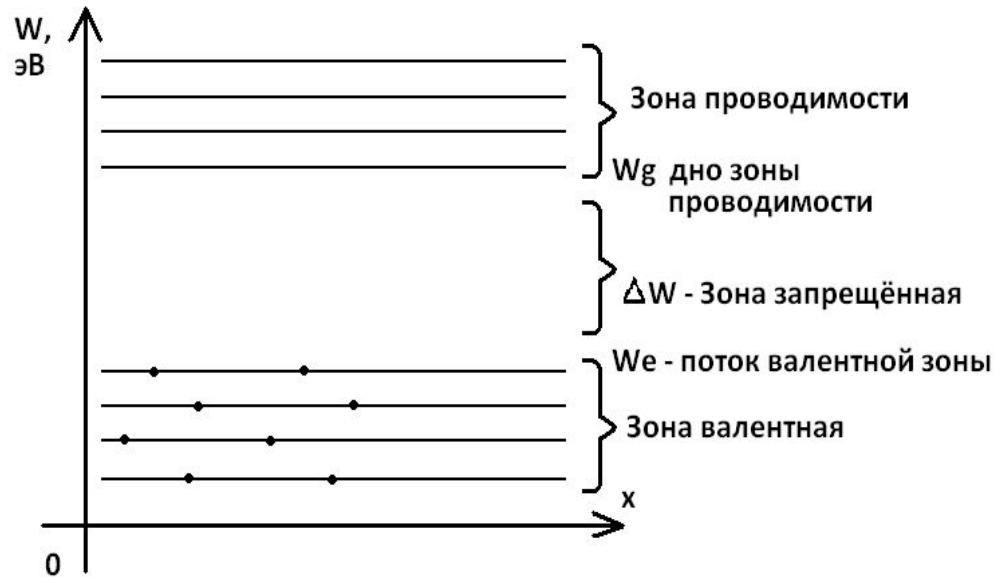 W,
эВ
Зона проводимости
Wg дно зоны
проводимости
ΔW - Зона запрещённая
We - поток валентной зоны
Зона валентная
x
0